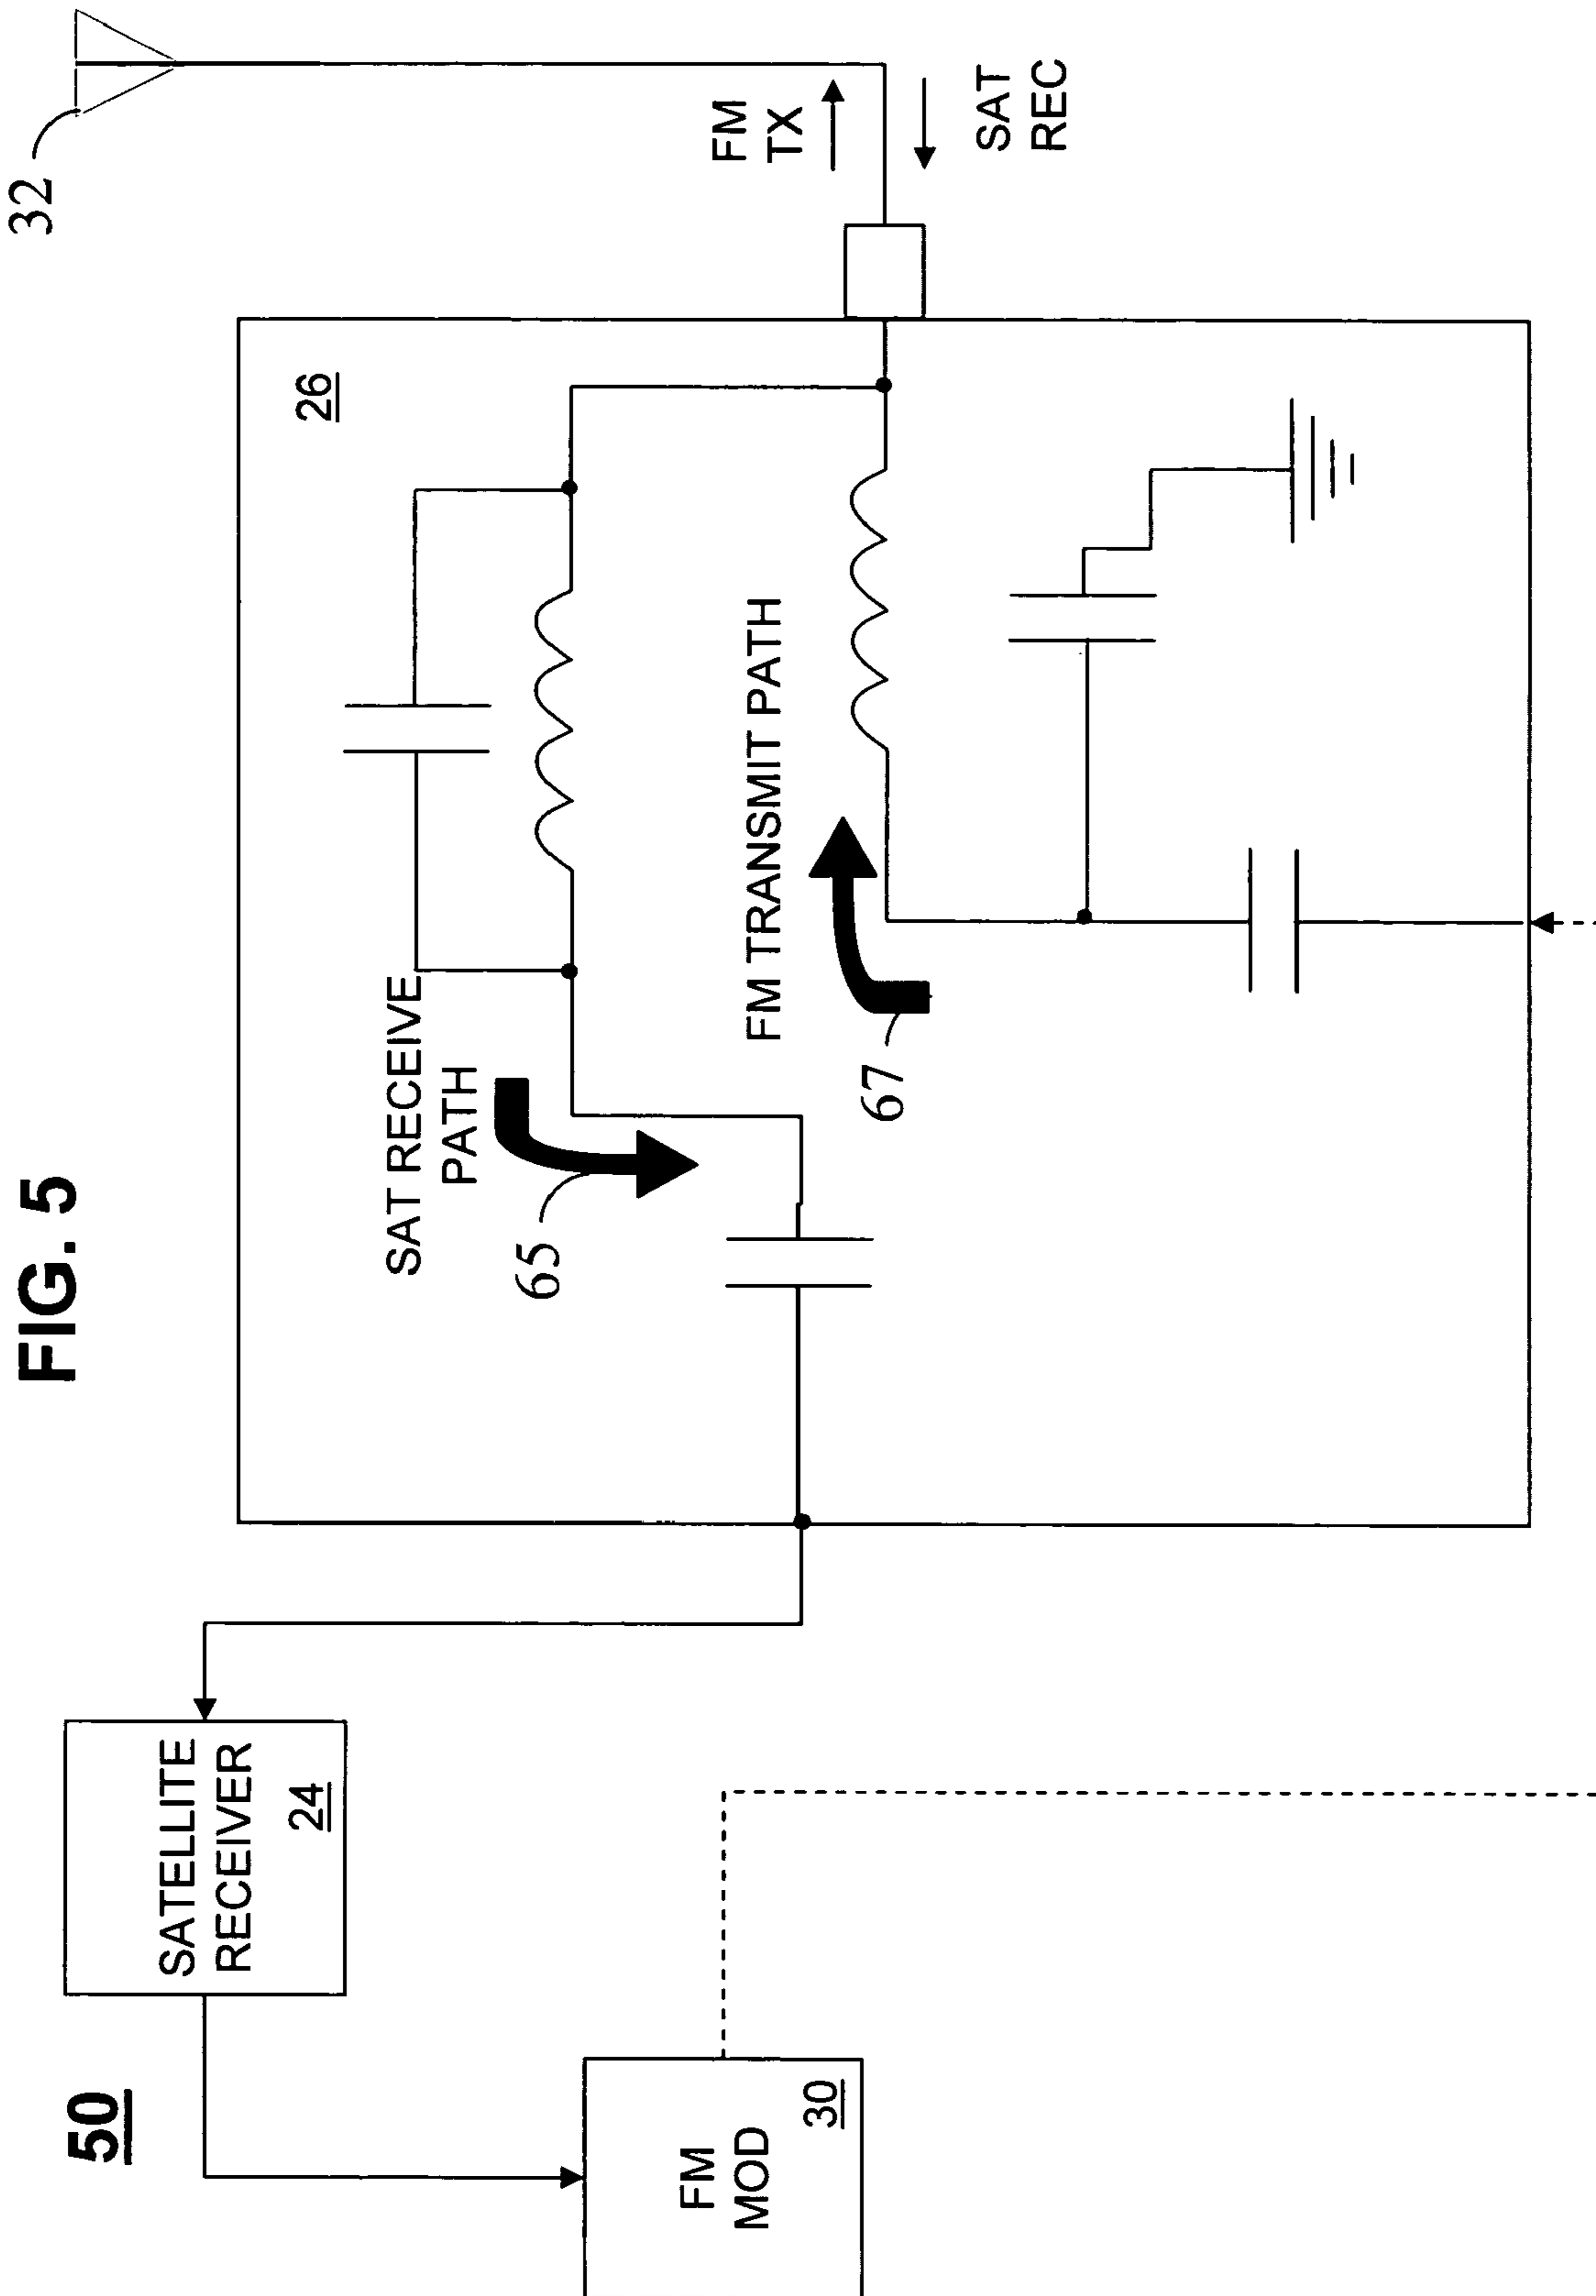 FIG. 5
50
SATELLITE
RECEIVER
24
FM
MOD
30
26
SAT RECEIVE
PATH
65
FM TRANSMIT PATH
67
32
FM
TX
SAT
REC